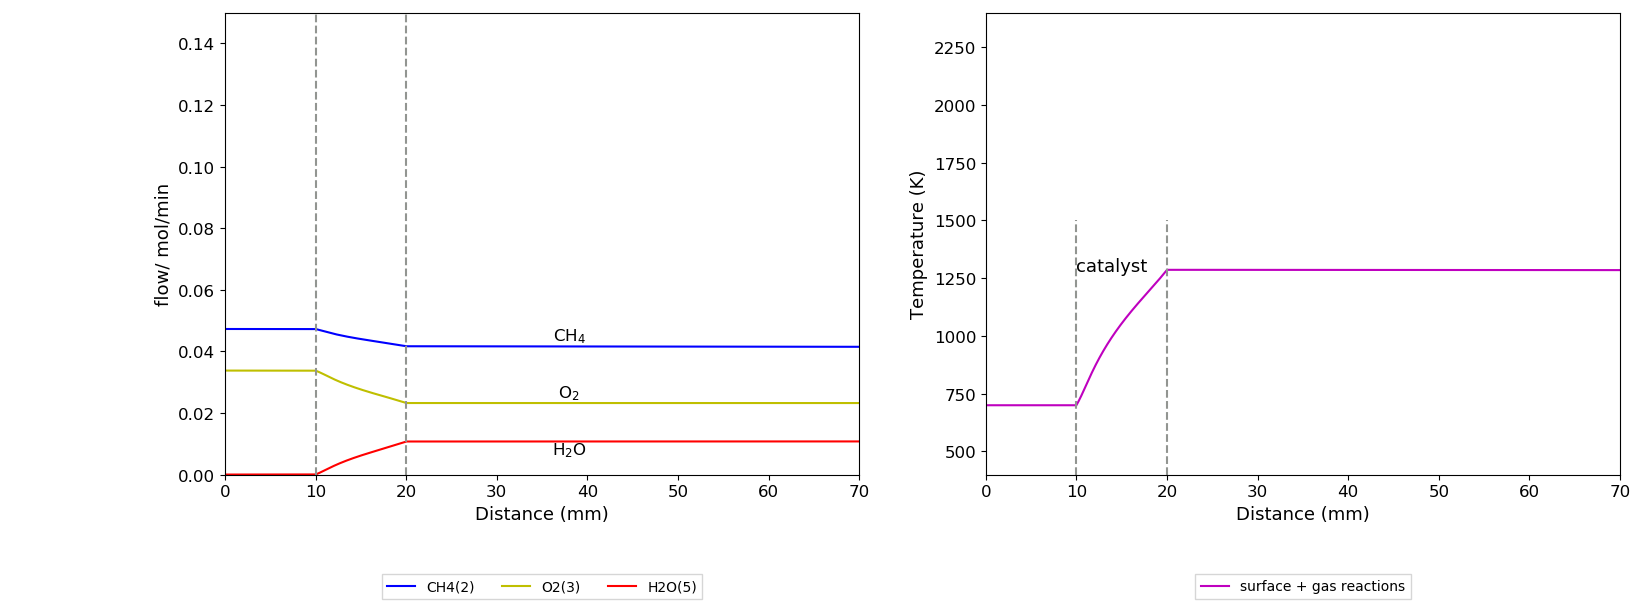 0.14
0.12
0.10
0.08
0.06
0.04
0.02
0.00
flow/ mol/min
CH₄
O₂
H₂O
0 10 20 30 40 50 60 70
Distance (mm)
CH4(2) O2(3) H2O(5)
2250
2000
1750
1500
1250
1000
750
500
Temperature (K)
catalyst
0 10 20 30 40 50 60 70
Distance (mm)
surface + gas reactions